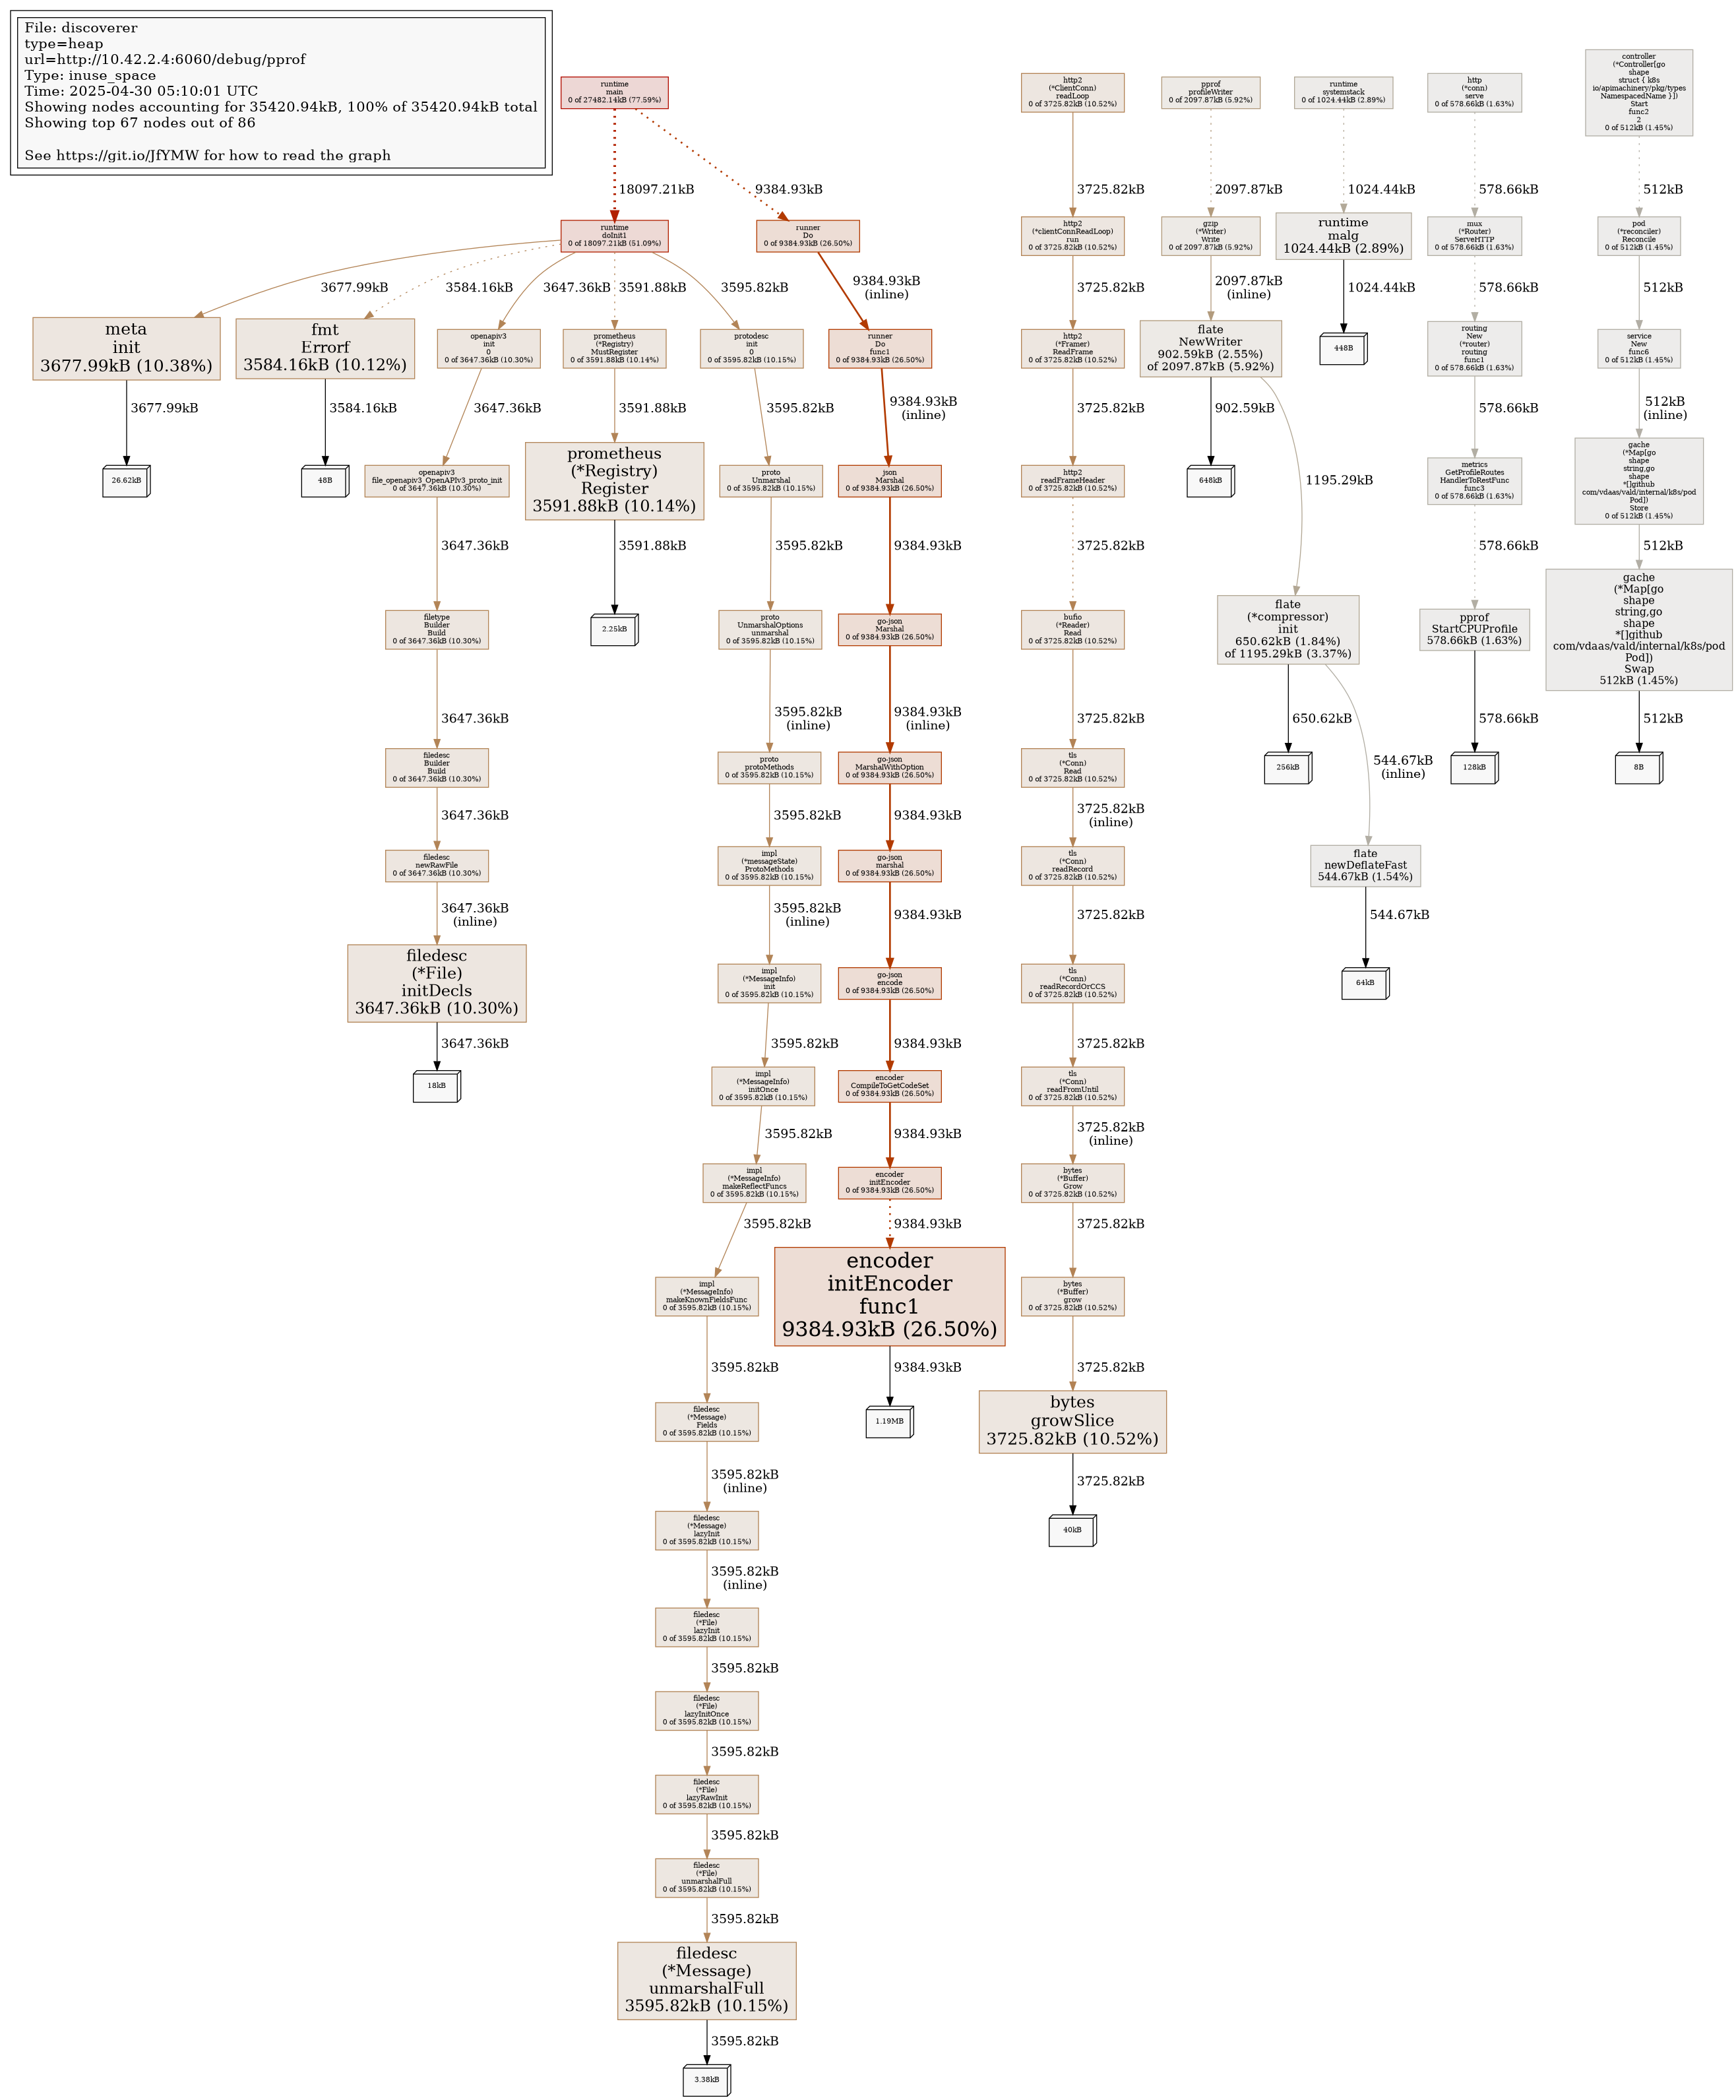 File: discoverer
type=heap
url=http://10.42.2.4:6060/debug/pprof
Type: inuse_space
Time: 2025-04-30 05:10:01 UTC
Showing nodes accounting for 35420.94kB, 100% of 35420.94kB total
Showing top 67 nodes out of 86
See https://git.io/JfYMW for how to read the graph
runtime
main
0 of 27482.14kB (77.59%)
http2
(*ClientConn)
readLoop
0 of 3725.82kB (10.52%)
pprof
profileWriter
0 of 2097.87kB (5.92%)
runtime
systemstack
0 of 1024.44kB (2.89%)
http
(*conn)
serve
0 of 578.66kB (1.63%)
controller
(*Controller[go
shape
struct { k8s
io/apimachinery/pkg/types
NamespacedName }])
Start
func2
2
0 of 512kB (1.45%)
18097.21kB
9384.93kB
3725.82kB
2097.87kB
1024.44kB
578.66kB
512kB
runtime
doInit1
0 of 18097.21kB (51.09%)
runner
Do
0 of 9384.93kB (26.50%)
http2
(*clientConnReadLoop)
run
0 of 3725.82kB (10.52%)
gzip
(*Writer)
Write
0 of 2097.87kB (5.92%)
runtime
malg
1024.44kB (2.89%)
mux
(*Router)
ServeHTTP
0 of 578.66kB (1.63%)
pod
(*reconciler)
Reconcile
0 of 512kB (1.45%)
3677.99kB
3584.16kB
3647.36kB
3591.88kB
3595.82kB
9384.93kB
(inline)
3725.82kB
2097.87kB
(inline)
1024.44kB
578.66kB
512kB
meta
init
3677.99kB (10.38%)
fmt
Errorf
3584.16kB (10.12%)
openapiv3
init
0
0 of 3647.36kB (10.30%)
prometheus
(*Registry)
MustRegister
0 of 3591.88kB (10.14%)
protodesc
init
0
0 of 3595.82kB (10.15%)
runner
Do
func1
0 of 9384.93kB (26.50%)
http2
(*Framer)
ReadFrame
0 of 3725.82kB (10.52%)
flate
NewWriter
902.59kB (2.55%)
of 2097.87kB (5.92%)
448B
routing
New
(*router)
routing
func1
0 of 578.66kB (1.63%)
service
New
func6
0 of 512kB (1.45%)
3677.99kB
3584.16kB
3647.36kB
3591.88kB
3595.82kB
9384.93kB
(inline)
3725.82kB
902.59kB
1195.29kB
578.66kB
512kB
(inline)
26.62kB
48B
openapiv3
file_openapiv3_OpenAPIv3_proto_init
0 of 3647.36kB (10.30%)
prometheus
(*Registry)
Register
3591.88kB (10.14%)
proto
Unmarshal
0 of 3595.82kB (10.15%)
json
Marshal
0 of 9384.93kB (26.50%)
http2
readFrameHeader
0 of 3725.82kB (10.52%)
648kB
metrics
GetProfileRoutes
HandlerToRestFunc
func3
0 of 578.66kB (1.63%)
gache
(*Map[go
shape
string,go
shape
*[]github
com/vdaas/vald/internal/k8s/pod
Pod])
Store
0 of 512kB (1.45%)
3647.36kB
3591.88kB
3595.82kB
9384.93kB
3725.82kB
578.66kB
512kB
filetype
Builder
Build
0 of 3647.36kB (10.30%)
2.25kB
proto
UnmarshalOptions
unmarshal
0 of 3595.82kB (10.15%)
go-json
Marshal
0 of 9384.93kB (26.50%)
bufio
(*Reader)
Read
0 of 3725.82kB (10.52%)
flate
(*compressor)
init
650.62kB (1.84%)
of 1195.29kB (3.37%)
pprof
StartCPUProfile
578.66kB (1.63%)
gache
(*Map[go
shape
string,go
shape
*[]github
com/vdaas/vald/internal/k8s/pod
Pod])
Swap
512kB (1.45%)
3647.36kB
3595.82kB
(inline)
9384.93kB
(inline)
3725.82kB
650.62kB
544.67kB
(inline)
578.66kB
512kB
filedesc
Builder
Build
0 of 3647.36kB (10.30%)
proto
protoMethods
0 of 3595.82kB (10.15%)
go-json
MarshalWithOption
0 of 9384.93kB (26.50%)
tls
(*Conn)
Read
0 of 3725.82kB (10.52%)
256kB
128kB
8B
3647.36kB
3595.82kB
9384.93kB
3725.82kB
(inline)
filedesc
newRawFile
0 of 3647.36kB (10.30%)
impl
(*messageState)
ProtoMethods
0 of 3595.82kB (10.15%)
go-json
marshal
0 of 9384.93kB (26.50%)
tls
(*Conn)
readRecord
0 of 3725.82kB (10.52%)
flate
newDeflateFast
544.67kB (1.54%)
3647.36kB
(inline)
3595.82kB
(inline)
9384.93kB
3725.82kB
544.67kB
filedesc
(*File)
initDecls
3647.36kB (10.30%)
impl
(*MessageInfo)
init
0 of 3595.82kB (10.15%)
go-json
encode
0 of 9384.93kB (26.50%)
tls
(*Conn)
readRecordOrCCS
0 of 3725.82kB (10.52%)
64kB
3647.36kB
3595.82kB
9384.93kB
3725.82kB
18kB
impl
(*MessageInfo)
initOnce
0 of 3595.82kB (10.15%)
encoder
CompileToGetCodeSet
0 of 9384.93kB (26.50%)
tls
(*Conn)
readFromUntil
0 of 3725.82kB (10.52%)
3595.82kB
9384.93kB
3725.82kB
(inline)
impl
(*MessageInfo)
makeReflectFuncs
0 of 3595.82kB (10.15%)
encoder
initEncoder
0 of 9384.93kB (26.50%)
bytes
(*Buffer)
Grow
0 of 3725.82kB (10.52%)
3595.82kB
9384.93kB
3725.82kB
impl
(*MessageInfo)
makeKnownFieldsFunc
0 of 3595.82kB (10.15%)
encoder
initEncoder
func1
9384.93kB (26.50%)
bytes
(*Buffer)
grow
0 of 3725.82kB (10.52%)
3595.82kB
9384.93kB
3725.82kB
filedesc
(*Message)
Fields
0 of 3595.82kB (10.15%)
1.19MB
bytes
growSlice
3725.82kB (10.52%)
3595.82kB
(inline)
3725.82kB
filedesc
(*Message)
lazyInit
0 of 3595.82kB (10.15%)
40kB
3595.82kB
(inline)
filedesc
(*File)
lazyInit
0 of 3595.82kB (10.15%)
3595.82kB
filedesc
(*File)
lazyInitOnce
0 of 3595.82kB (10.15%)
3595.82kB
filedesc
(*File)
lazyRawInit
0 of 3595.82kB (10.15%)
3595.82kB
filedesc
(*File)
unmarshalFull
0 of 3595.82kB (10.15%)
3595.82kB
filedesc
(*Message)
unmarshalFull
3595.82kB (10.15%)
3595.82kB
3.38kB